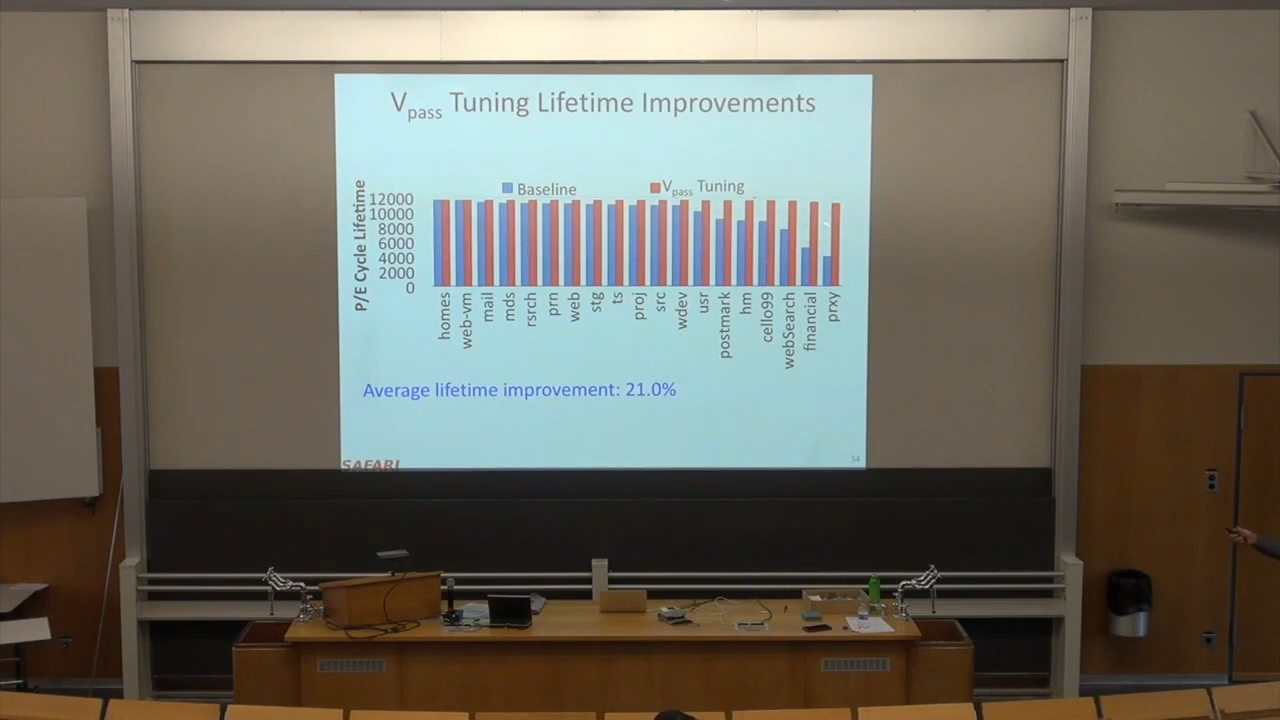 Vpass Tuning Lifetime Improvements
Baseline
Vpass Tuning
P/E Cycle Lifetime
12000
10000
8000
6000
4000
2000
0
homes
web-vm
mail
mds
rsrch
prn
web
stg
ts
proj
src
wdev
usr
postmark
hm
cello99
webSearch
financial
prxy
Average lifetime improvement: 21.0%
SAFARI
54